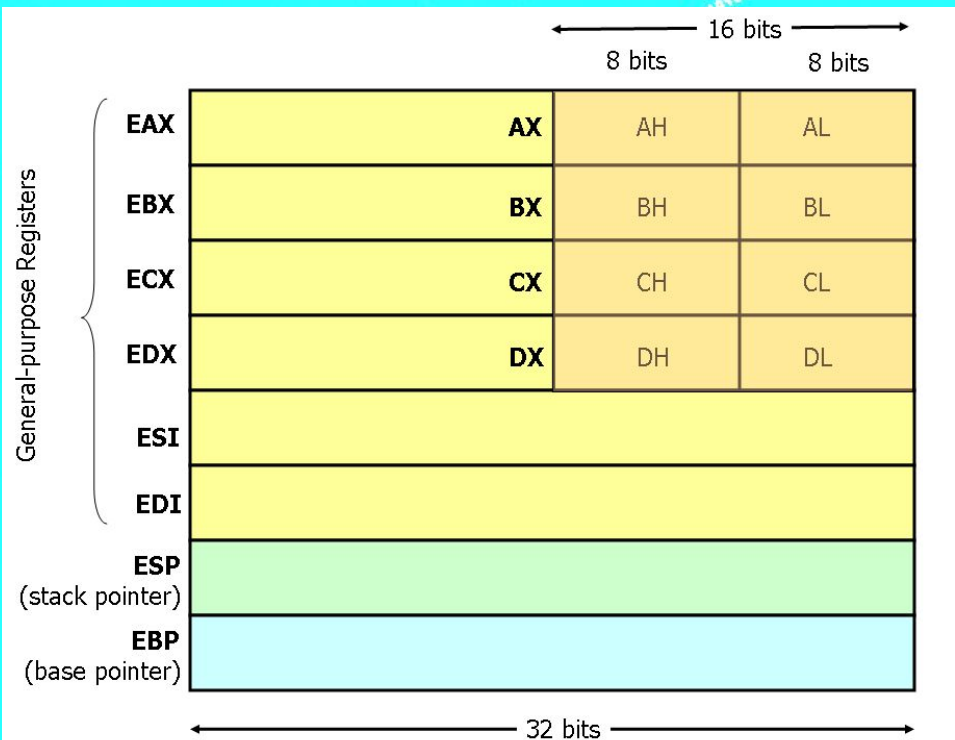 16 bits
8 bits 8 bits
General-purpose Registers
EAX AX AH AL
EBX BX BH BL
ECX CX CH CL
EDX DX DH DL
ESI
EDI
ESP
(stack pointer)
EBP
(base pointer)
32 bits